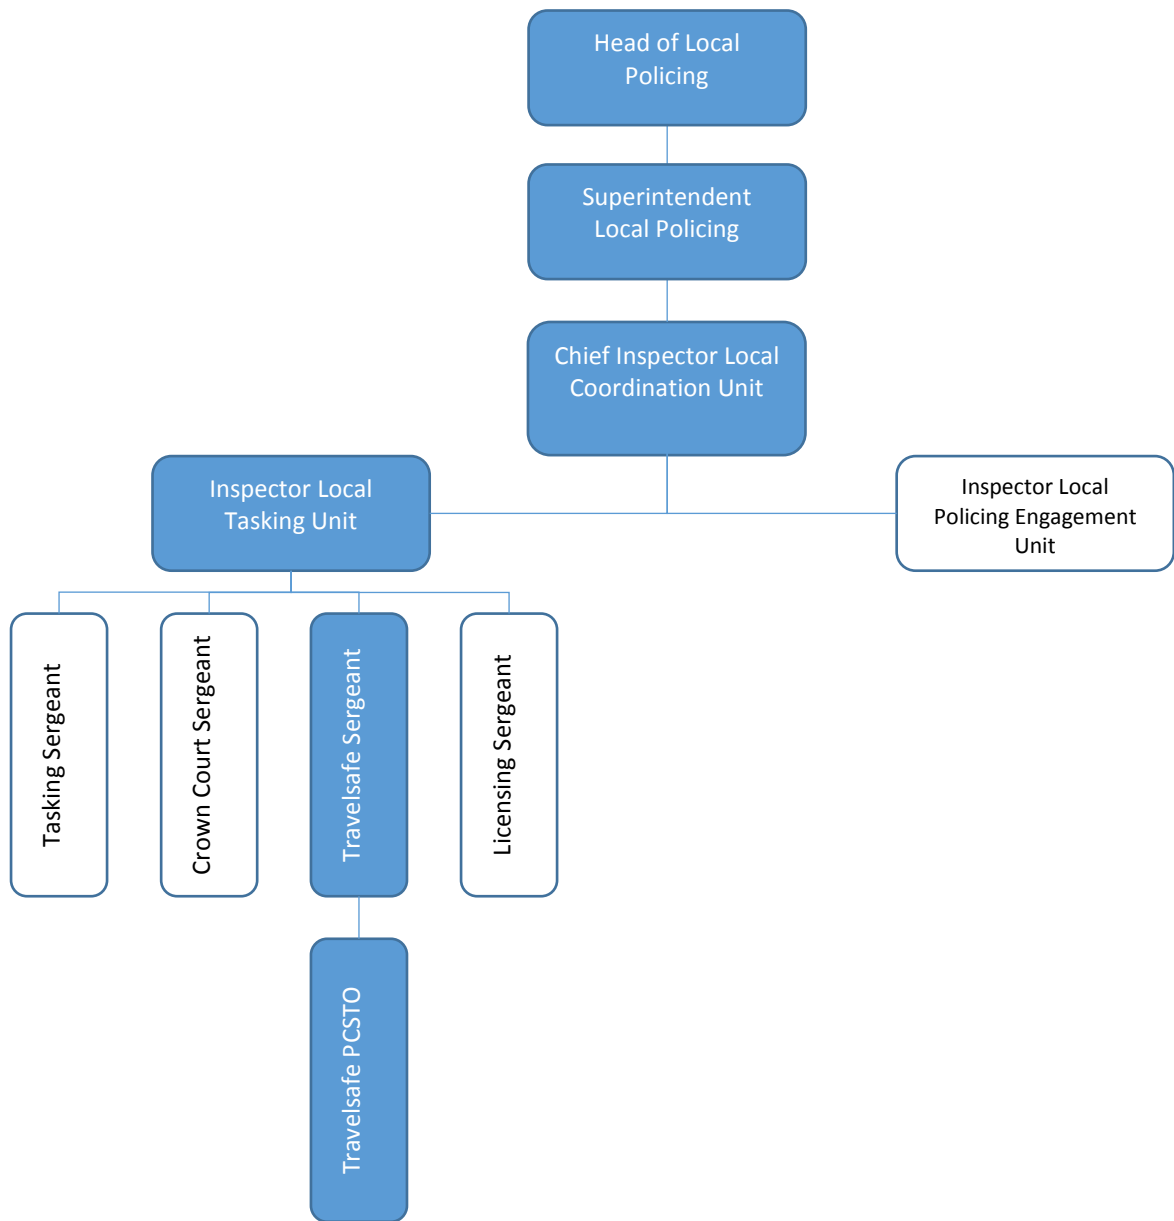 Head of Local
Policing
Superintendent
Local Policing
Chief Inspector Local
Coordination Unit
Inspector Local
Tasking Unit
Inspector Local
Policing Engagement
Unit
Tasking Sergeant
Crown Court Sergeant
Travelsafe Sergeant
Licensing Sergeant
Travelsafe PCSTO